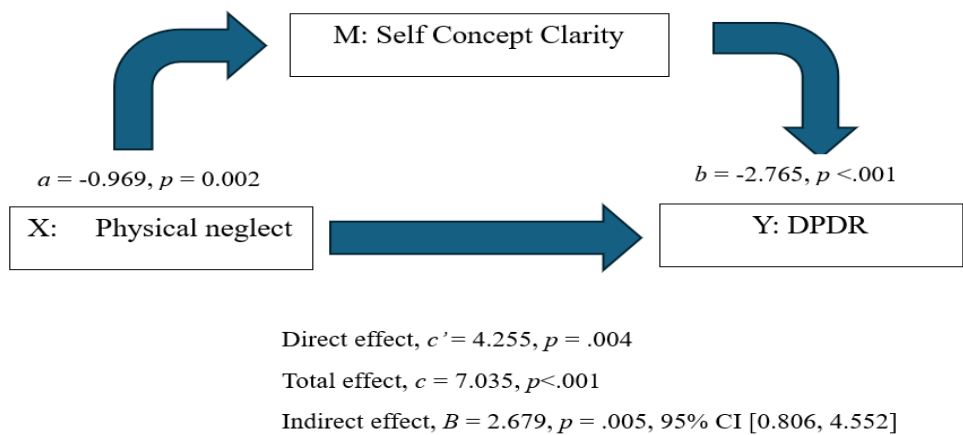 M: Self Concept Clarity
a = -0.969, p = 0.002
b = -2.765, p <.001
X: Physical neglect
Y: DPDR
Direct effect, c’= 4.255, p = .004
Total effect, c = 7.035, p<.001
Indirect effect, B = 2.679, p = .005, 95% CI [0.806, 4.552]